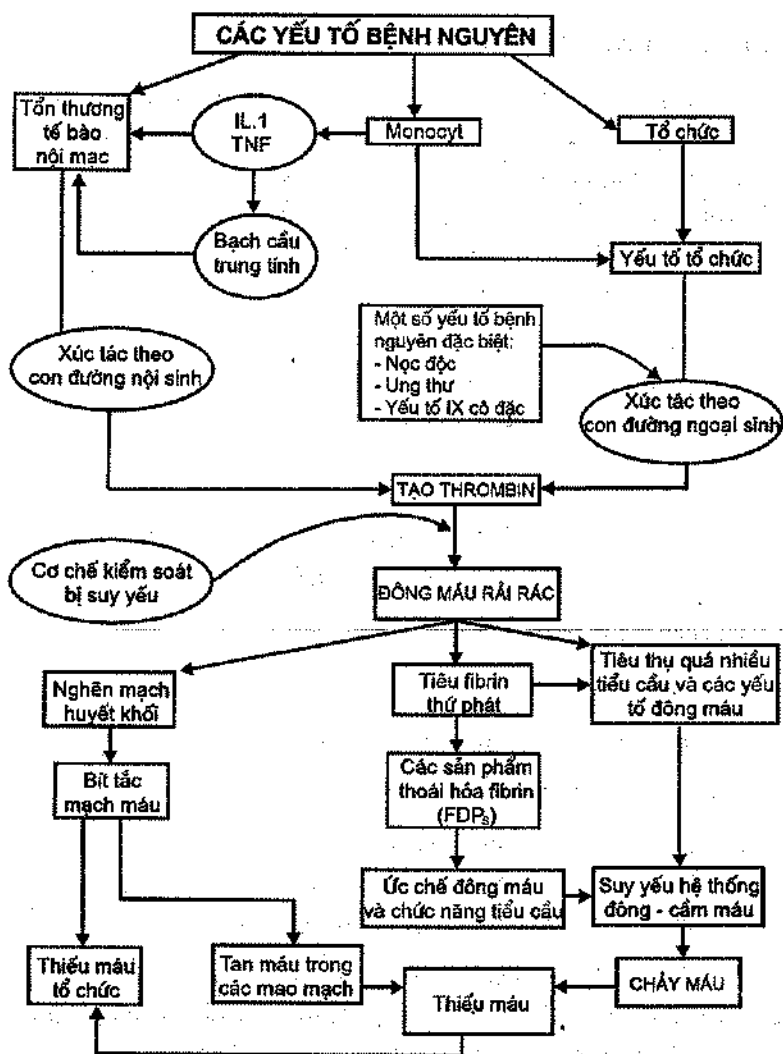 CÁC YẾU TỐ BỆNH NGUYÊN
Tổn thương
tế bào
nội mạc
IL.1
TNF
Monocyt
Tổ chức
Bạch cầu
trung tính
Yếu tố tổ chức
Một số yếu tố bệnh
nguyên đặc biệt:
- Nọc độc
- Ung thư
- Yếu tố IX cô đặc
Xúc tác theo
con đường nội sinh
Xúc tác theo
con đường ngoại sinh
TẠO THROMBIN
Cơ chế kiểm soát
bị suy yếu
ĐÔNG MÁU RẢI RÁC
Nghẽn mạch
huyết khối
Tiêu fibrin
thứ phát
Tiêu thụ quá nhiều
tiểu cầu và các yếu
tố đông máu
Bít tắc
mạch máu
Các sản phẩm
thoái hóa fibrin
(FDPs)
Ức chế đông máu
và chức năng tiểu cầu
Suy yếu hệ thống
đông - cầm máu
Thiếu máu
tổ chức
Tan máu trong
các mao mạch
Thiếu máu
CHẢY MÁU